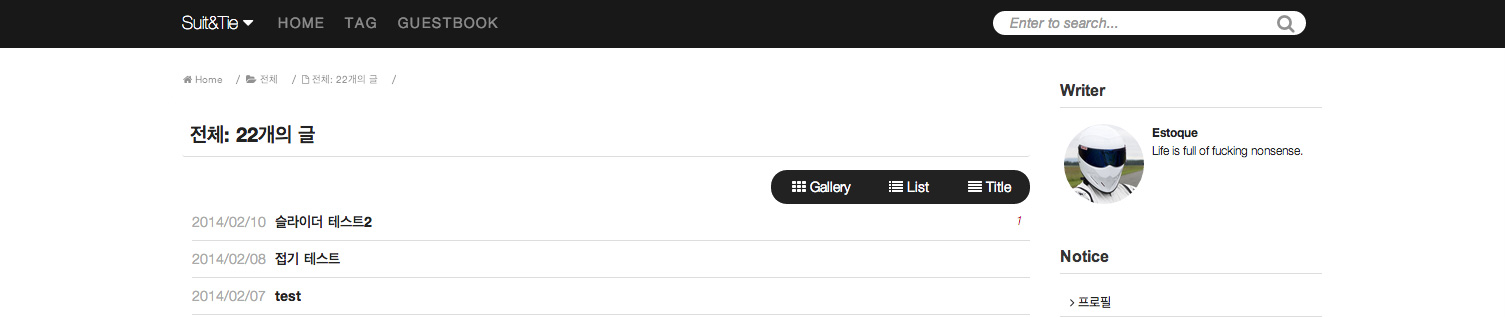 Suit&Tie HOME TAG GUESTBOOK Enter to search...
Home / 전체 / 전체: 22개의 글 /
전체: 22개의 글
Gallery List Title
2014/02/10 슬라이더 테스트2 1
2014/02/08 접기 테스트
2014/02/07 test
Writer
Estoque
Life is full of fucking nonsense.
Notice
프로필